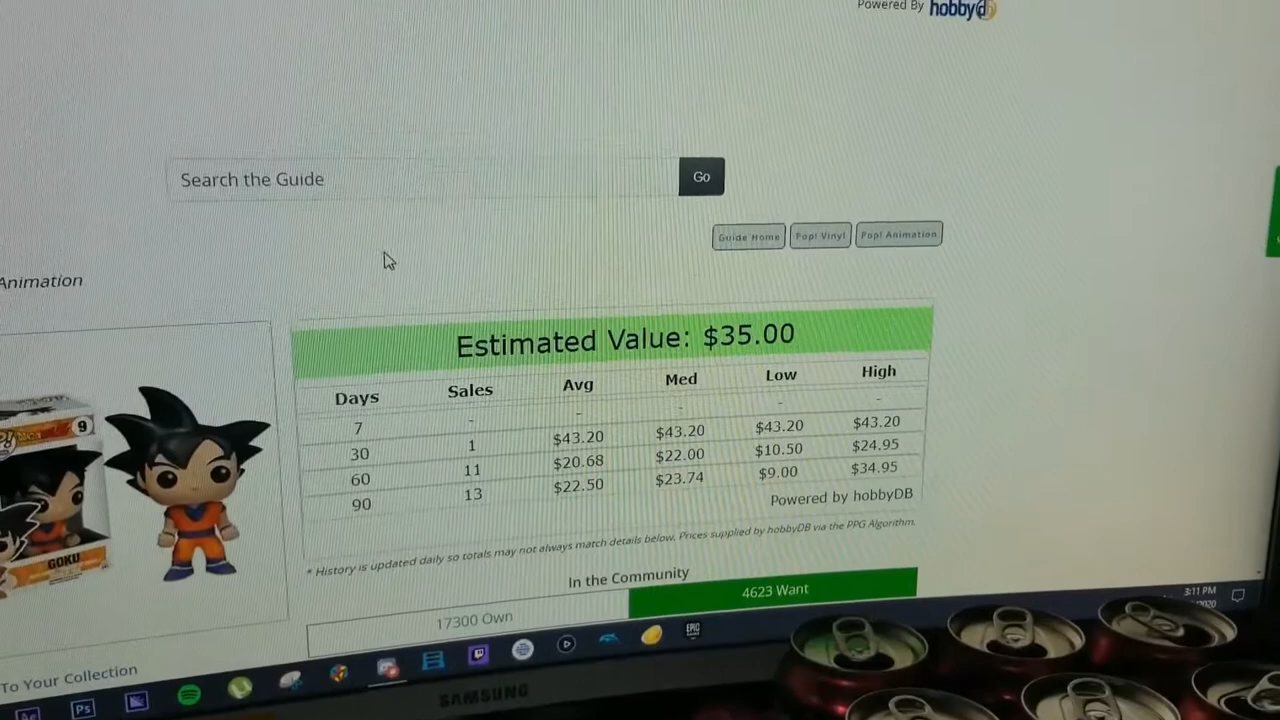 Powered By hobbyDB
Search the Guide
Go
Guide Home
Pop! Vinyl
Pop! Animation
Animation
9
GOKU
Estimated Value: $35.00
Days Sales Avg Med Low High
7 - - - - -
30 1 $43.20 $43.20 $43.20 $43.20
60 11 $20.68 $22.00 $10.50 $24.95
90 13 $22.50 $23.74 $9.00 $34.95
Powered by hobbyDB
* History is updated daily so totals may not always match details below, Prices supplied by hobbyDB via the PPG Algorithm.
In the Community
17300 Own
4623 Want
To Your Collection
3:11 PM
2020
Ae
Ps
EPIC
SAMSUNG